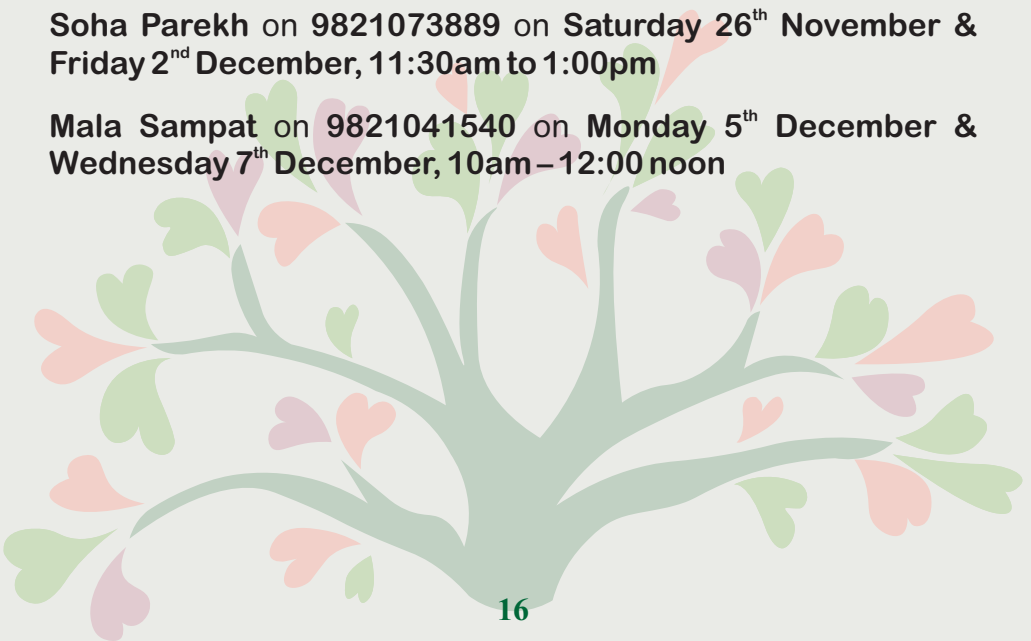 Soha Parekh on 9821073889 on Saturday 26th November &
Friday 2nd December, 11:30am to 1:00pm
Mala Sampat on 9821041540 on Monday 5th December &
Wednesday 7th December, 10am – 12:00 noon
16